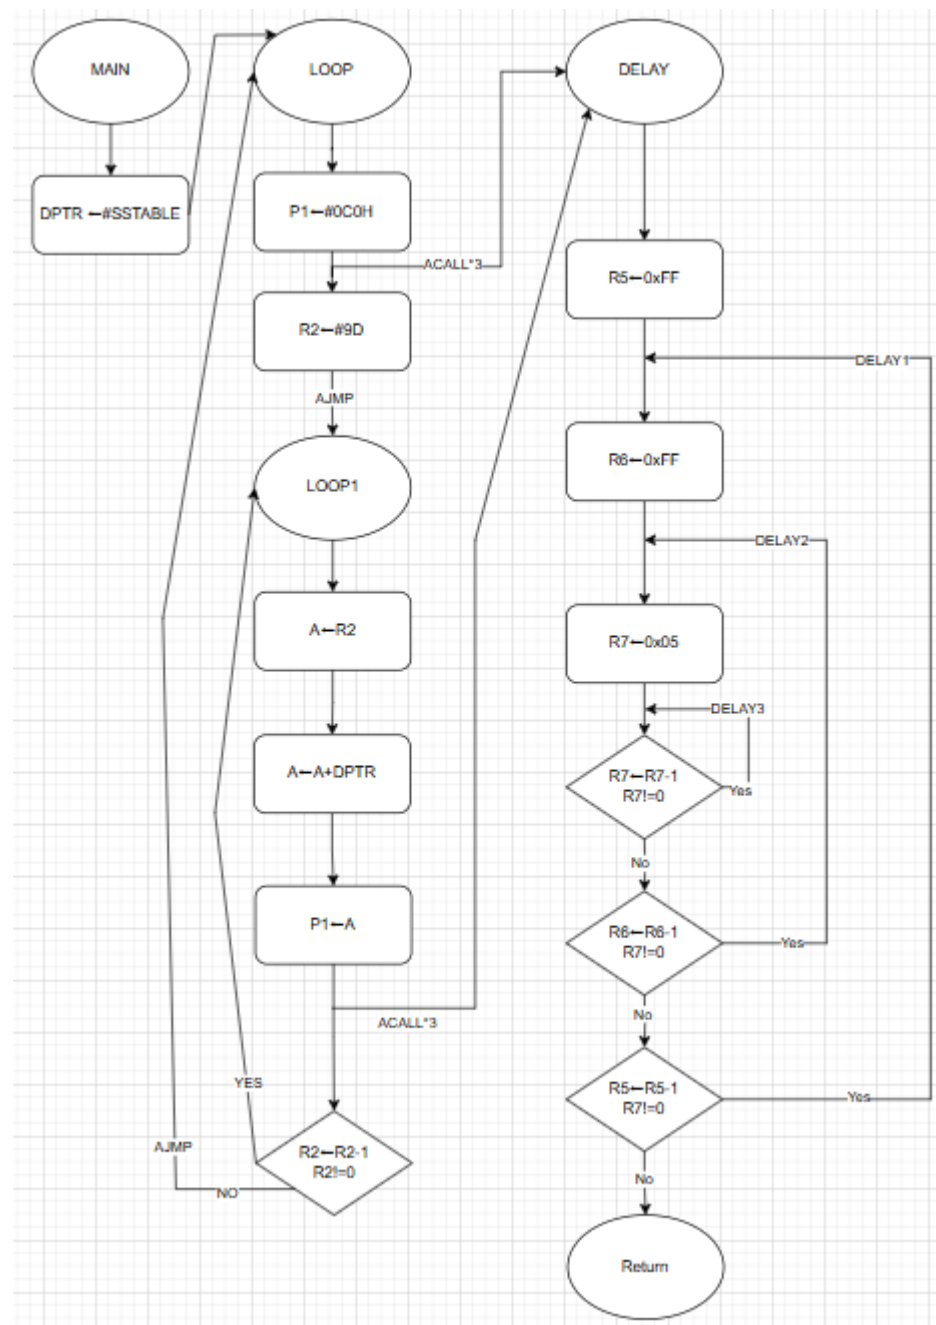 MAIN
LOOP
DELAY
DPTR ←#SSTABLE
P1←#0C0H
ACALL*3
R5←0xFF
R2←#9D
DELAY1
AJMP
R6←0xFF
LOOP1
DELAY2
A←R2
R7←0x05
DELAY3
A←A+DPTR
R7←R7-1
R7!=0
Yes
No
P1←A
R6←R6-1
R7!=0
Yes
No
ACALL*3
YES
R5←R5-1
R7!=0
Yes
AJMP
R2←R2-1
R2!=0
NO
No
Return